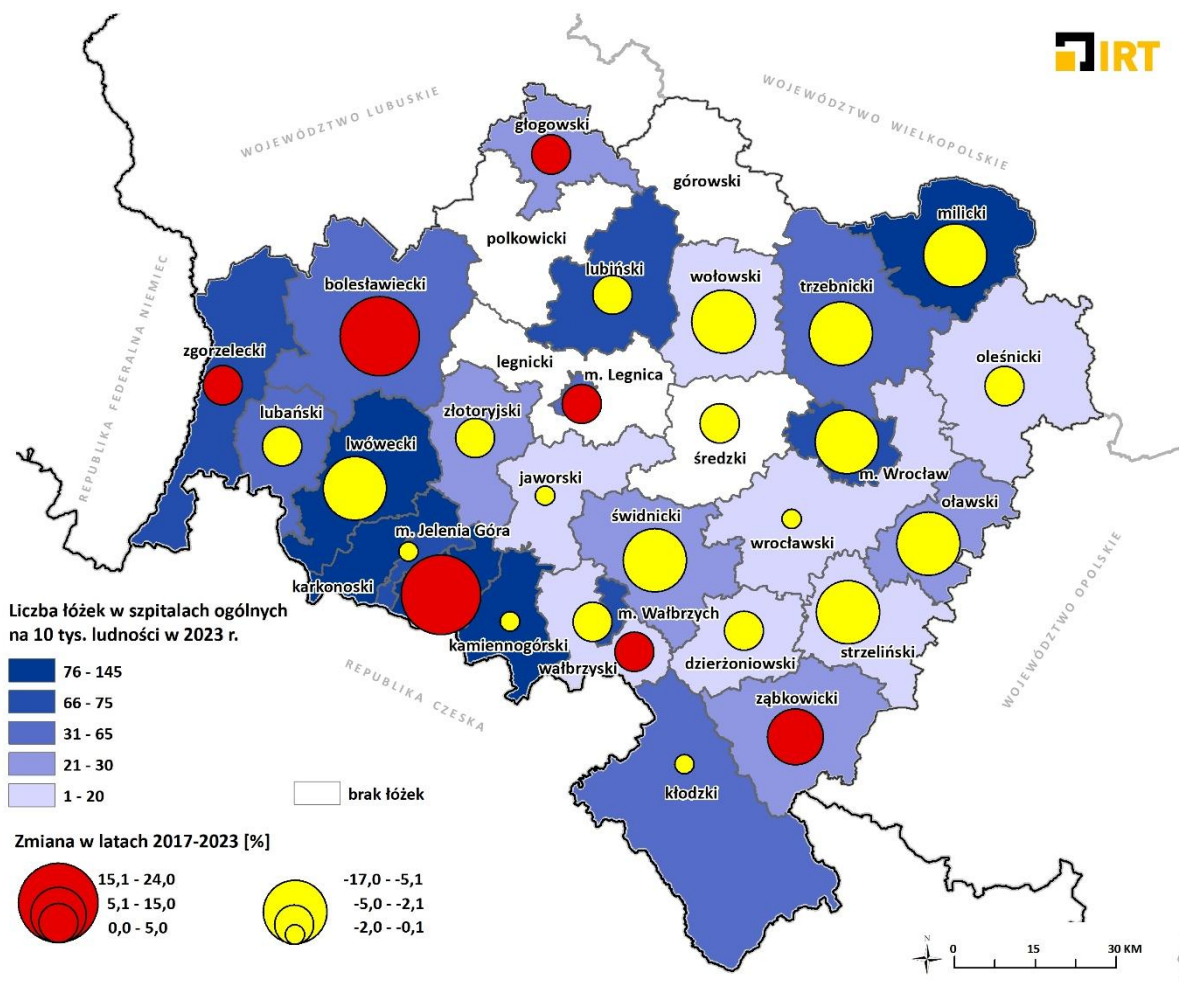 IRT
WOJEWÓDZTWO LUBUSKIE
WOJEWÓDZTWO WIELKOPOLSKIE
głogowski
górowski
milicki
polkowicki
lubiński
wołowski
trzebnicki
bolesławiecki
REPUBLIKA FEDERALNA NIEMIEC
zgorzelecki
legnicki
m. Legnica
oleśnicki
lubański
złotoryjski
lwówecki
średzki
m. Wrocław
jaworski
oławski
świdnicki
m. Jelenia Góra
wrocławski
karkonoski
m. Wałbrzych
kamiennogórski
wałbrzyski
dzierżoniowski
strzeliński
WOJEWÓDZTWO OPOLSKIE
REPUBLIKA CZESKA
ząbkowicki
kłodzki
Liczba łóżek w szpitalach ogólnych
na 10 tys. ludności w 2023 r.
76 - 145
66 - 75
31 - 65
21 - 30
1 - 20
brak łóżek
Zmiana w latach 2017-2023 [%]
15,1 - 24,0
5,1 - 15,0
0,0 - 5,0
-17,0 - -5,1
-5,0 - -2,1
-2,0 - -0,1
N
0 15 30 KM